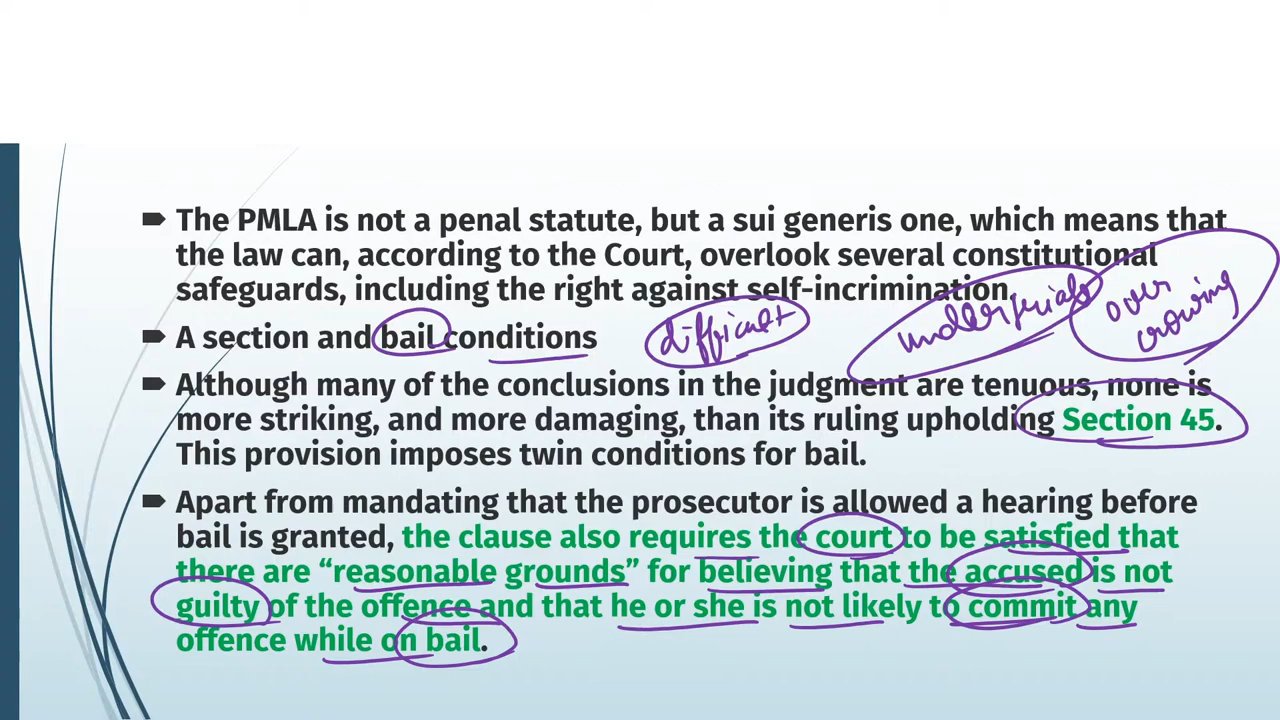 The PMLA is not a penal statute, but a sui generis one, which means that
the law can, according to the Court, overlook several constitutional
safeguards, including the right against self-incrimination.
A section and bail conditions
difficult
undertrials
over
crowing
Although many of the conclusions in the judgment are tenuous, none is
more striking, and more damaging, than its ruling upholding Section 45.
This provision imposes twin conditions for bail.
Apart from mandating that the prosecutor is allowed a hearing before
bail is granted, the clause also requires the court to be satisfied that
there are “reasonable grounds” for believing that the accused is not
guilty of the offence and that he or she is not likely to commit any
offence while on bail.